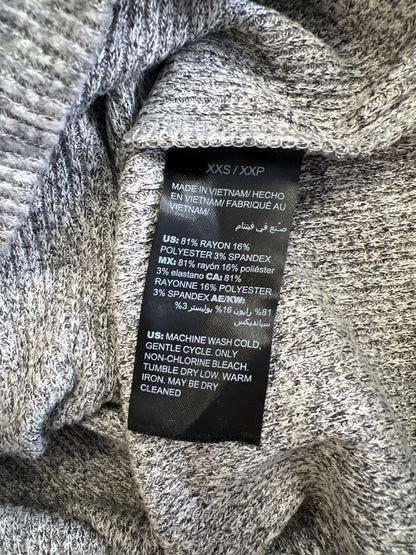 XXS / XXP
MADE IN VIETNAM/ HECHO
EN VIETNAM/ FABRIQUÉ AU
VIETNAM/
صنع في فيتنام
US: 81% RAYON 16%
POLYESTER 3% SPANDEX
MX: 81% rayón 16% poliéster
3% elastano CA: 81%
RAYONNE 16% POLYESTER
3% SPANDEX AE/KW:
81% رايون 16% بوليستر 3%
سبانديكس
US: MACHINE WASH COLD,
GENTLE CYCLE. ONLY
NON-CHLORINE BLEACH.
TUMBLE DRY LOW. WARM
IRON. MAY BE DRY
CLEANED